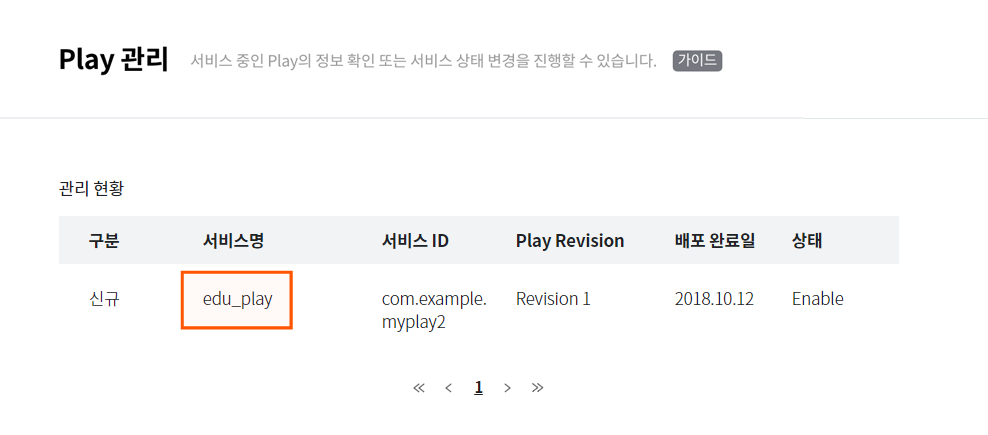 Play 관리 서비스 중인 Play의 정보 확인 또는 서비스 상태 변경을 진행할 수 있습니다. 가이드
관리 현황
구분 서비스명 서비스 ID Play Revision 배포 완료일 상태
신규 edu_play com.example. Revision 1 2018.10.12 Enable
myplay2
« < 1 > »